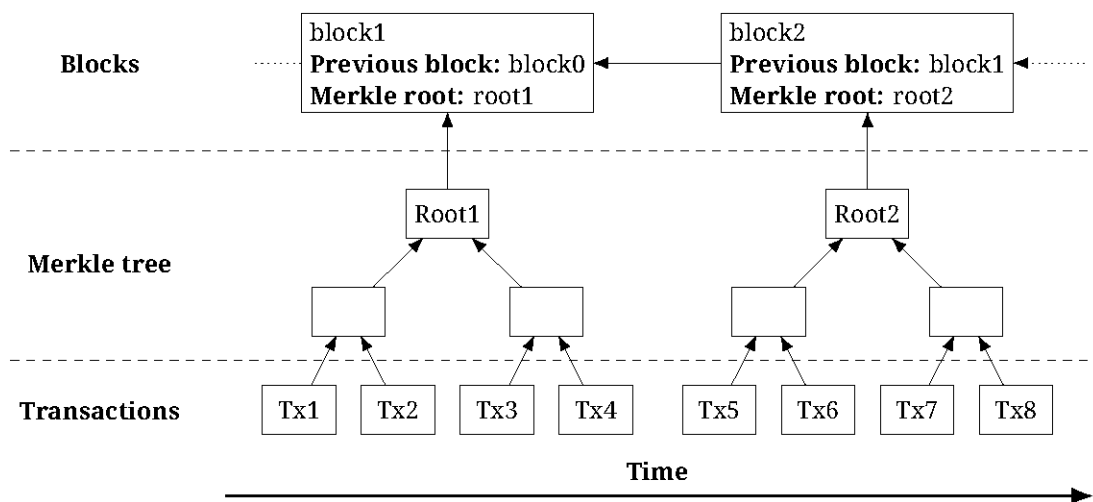 Blocks
block1
Previous block: block0
Merkle root: root1
block2
Previous block: block1
Merkle root: root2
Merkle tree
Root1
Root2
Transactions
Tx1
Tx2
Tx3
Tx4
Tx5
Tx6
Tx7
Tx8
Time